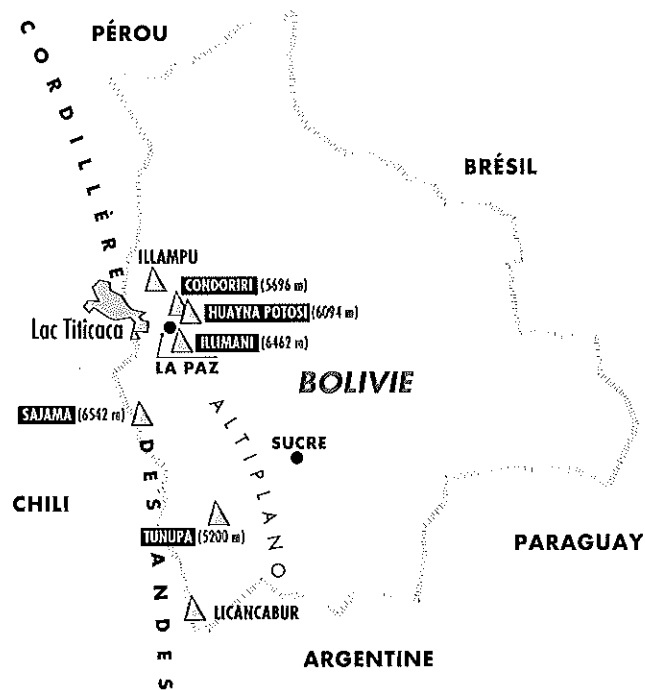 PÉROU
CORDILLÈRE
BRÉSIL
ILLAMPU
CONDORIRI (5696 m)
HUAYNA POTOSI (6094 m)
Lac Titicaca
ILLIMANI (6462 m)
LA PAZ
BOLIVIE
SAJAMA (6542 m)
ALTIPLANO
SUCRE
DES ANDES
CHILI
TUNUPA (5200 m)
PARAGUAY
LICANCABUR
ARGENTINE